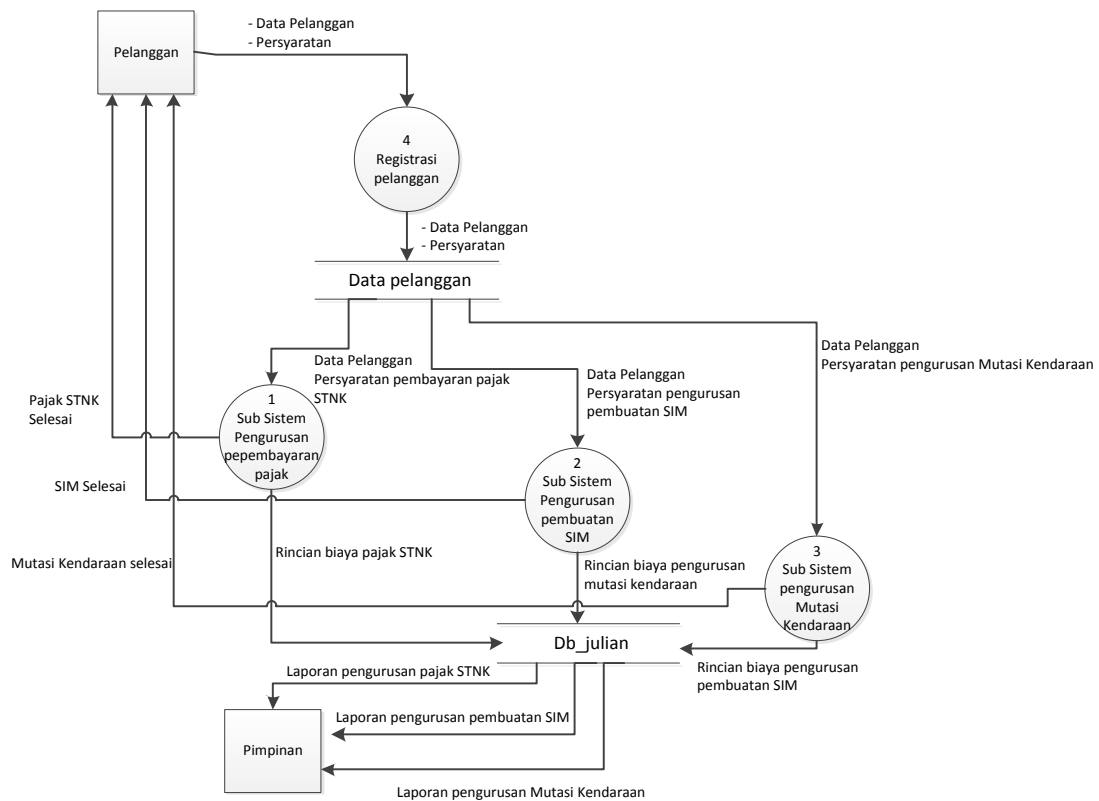 - Data Pelanggan
- Persyaratan
Pelanggan
4
Registrasi
pelanggan
- Data Pelanggan
- Persyaratan
Data pelanggan
Data Pelanggan
Persyaratan pengurusan Mutasi Kendaraan
Data Pelanggan
Persyaratan pembayaran pajak
STNK
Data Pelanggan
Persyaratan pengurusan
pembuatan SIM
Pajak STNK
Selesai
1
Sub Sistem
Pengurusan
pepembayaran
pajak
2
Sub Sistem
Pengurusan
pembuatan
SIM
SIM Selesai
Mutasi Kendaraan selesai
Rincian biaya pajak STNK
Rincian biaya pengurusan
mutasi kendaraan
3
Sub Sistem
pengurusan
Mutasi
Kendaraan
Db_julian
Rincian biaya pengurusan
pembuatan SIM
Laporan pengurusan pajak STNK
Laporan pengurusan pembuatan SIM
Pimpinan
Laporan pengurusan Mutasi Kendaraan